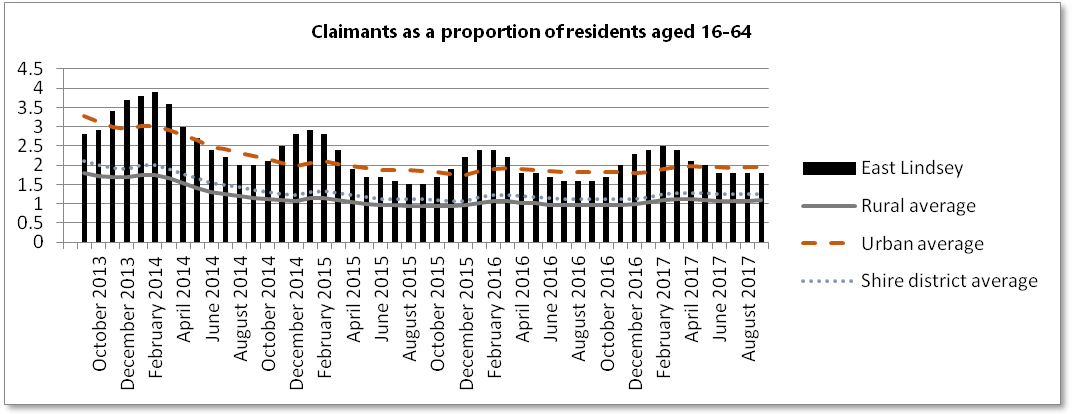 Claimants as a proportion of residents aged 16-64
4.5
4
3.5
3
2.5
2
1.5
1
0.5
0
October 2013
December 2013
February 2014
April 2014
June 2014
August 2014
October 2014
December 2014
February 2015
April 2015
June 2015
August 2015
October 2015
December 2015
February 2016
April 2016
June 2016
August 2016
October 2016
December 2016
February 2017
April 2017
June 2017
August 2017
East Lindsey
Rural average
Urban average
Shire district average